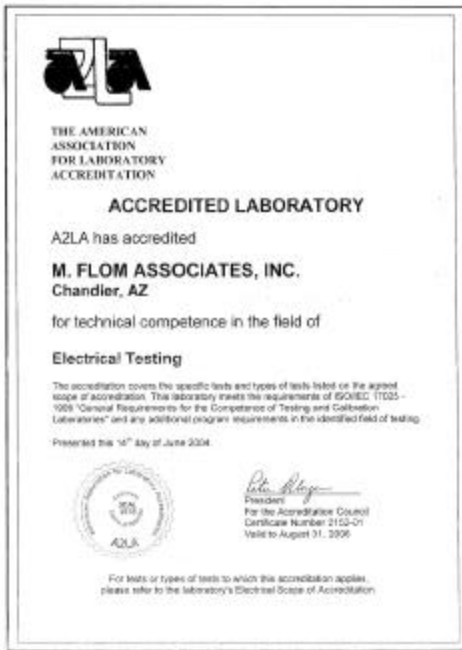 A2LA
THE AMERICAN
ASSOCIATION
FOR LABORATORY
ACCREDITATION
ACCREDITED LABORATORY
A2LA has accredited
M. FLOM ASSOCIATES, INC.
Chandler, AZ
for technical competence in the field of
Electrical Testing
The accreditation covers the specific tests and types of tests listed on the agreed
scope of accreditation. This laboratory meets the requirements of ISO/IEC 17025 -
1999 "General Requirements for the Competence of Testing and Calibration
Laboratories" and any additional program requirements in the identified field of testing.
Presented this 14th day of June 2004.
President
For the Accreditation Council
Certificate Number 2152-01
Valid to August 31, 2006
SEAL
A2LA
For tests or types of tests to which this accreditation applies,
please refer to the laboratory's Electrical Scope of Accreditation